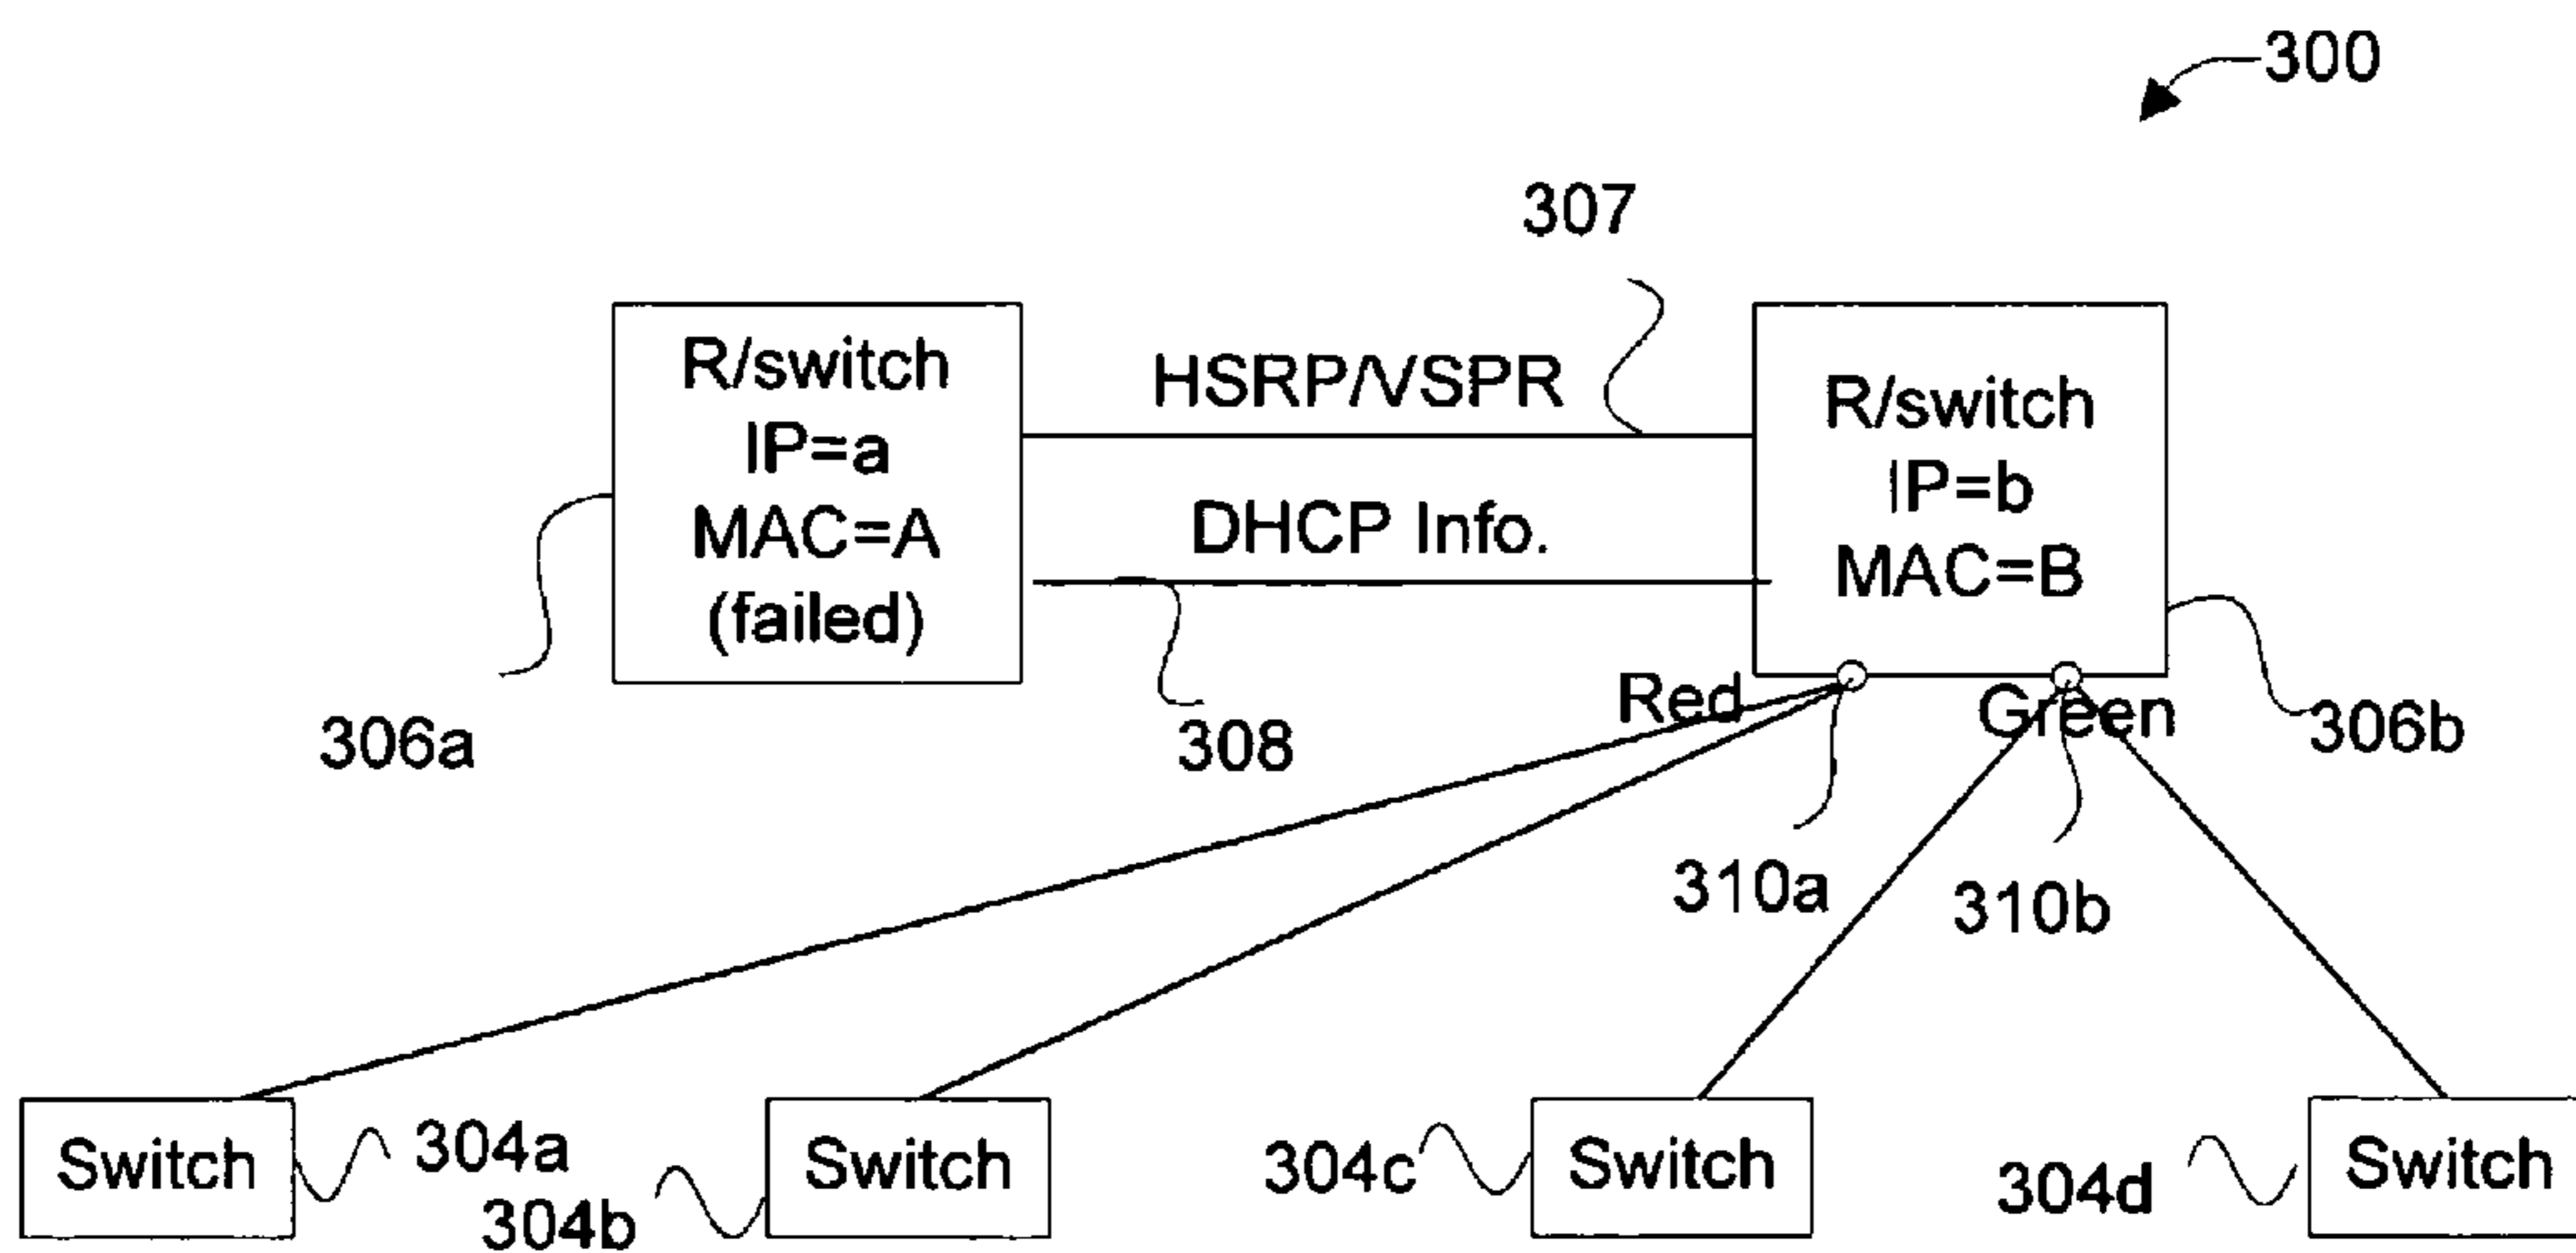 300
307
R/switch
IP=a
MAC=A
(failed)
HSRP/VSPR
DHCP Info.
R/switch
IP=b
MAC=B
Red
Green
306a
308
306b
310a
310b
Switch
304a
304b
Switch
304c
Switch
304d
Switch